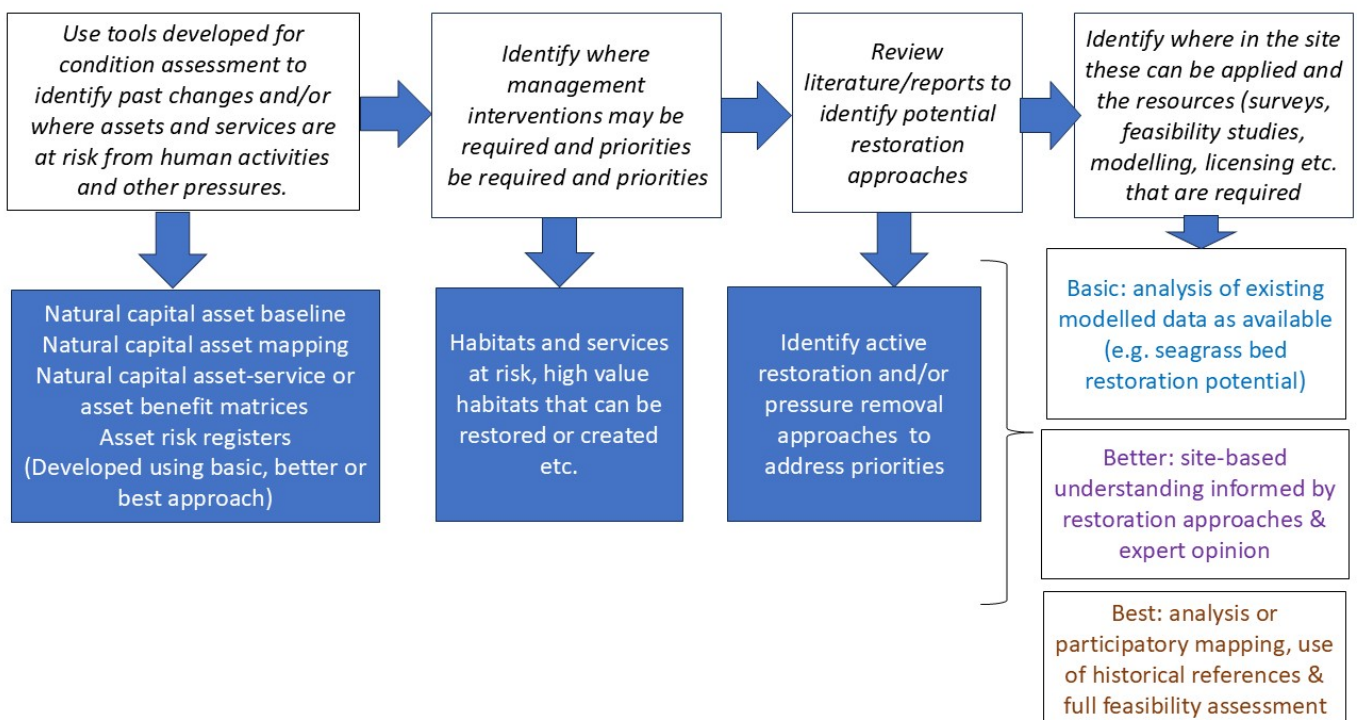 Use tools developed for
condition assessment to
identify past changes and/or
where assets and services are
at risk from human activities
and other pressures.
Identify where
management
interventions may be
required and priorities
be required and priorities
Review
literature/reports to
identify potential
restoration
approaches
Identify where in the site
these can be applied and
the resources (surveys,
feasibility studies,
modelling, licensing etc.
that are required
Natural capital asset baseline
Natural capital asset mapping
Natural capital asset-service or
asset benefit matrices
Asset risk registers
(Developed using basic, better or
best approach)
Habitats and services
at risk, high value
habitats that can be
restored or created
etc.
Identify active
restoration and/or
pressure removal
approaches to
address priorities
Basic: analysis of existing
modelled data as available
(e.g. seagrass bed
restoration potential)
Better: site-based
understanding informed by
restoration approaches &
expert opinion
Best: analysis or
participatory mapping, use
of historical references &
full feasibility assessment